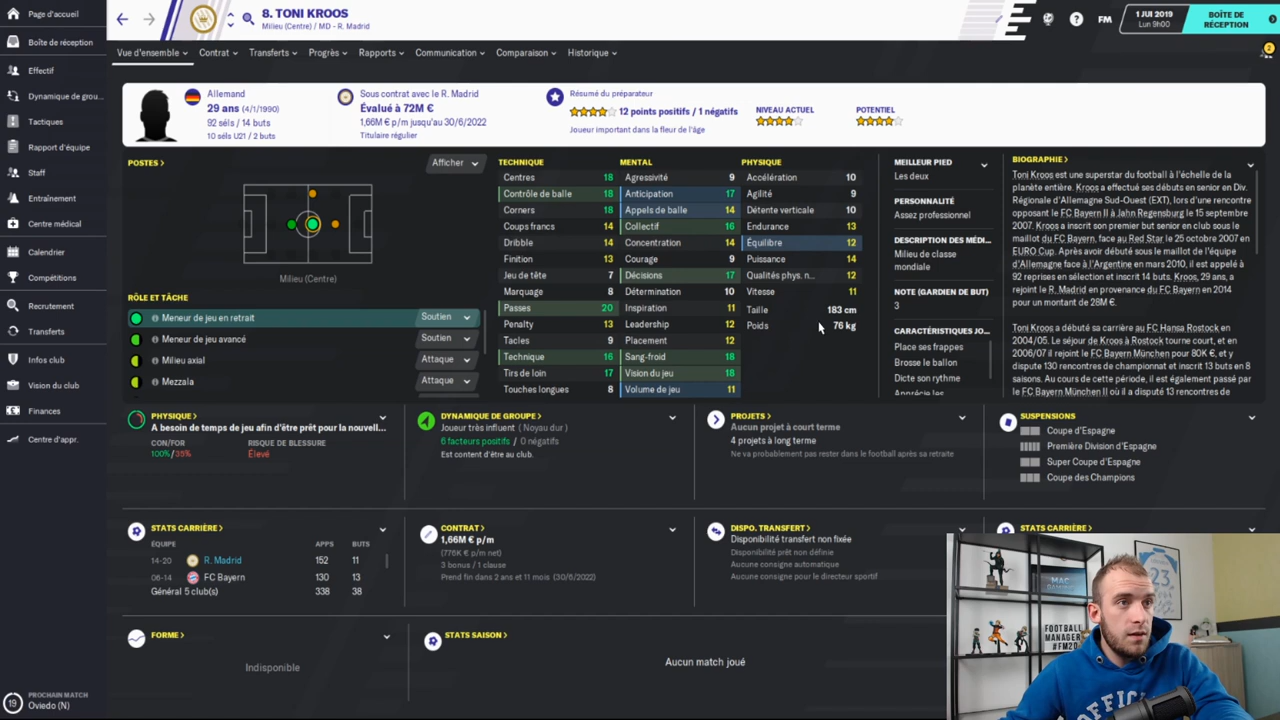 Page d'accueil
Boîte de réception
Effectif
Dynamique de grou...
Tactiques
Rapport d'équipe
Staff
Entraînement
Centre médical
Calendrier
Compétitions
Recrutement
Transferts
Infos club
Vision du club
Finances
Centre d'appr.
19
PROCHAIN MATCH
Oviedo (N)
8. TONI KROOS
Milieu (Centre) / MD - R. Madrid
FM
1 JUI 2019
Lun 9h00
BOÎTE DE
RÉCEPTION
2
Vue d'ensemble
Contrat
Transferts
Progrès
Rapports
Communication
Comparaison
Historique
Allemand
29 ans (4/1/1990)
92 séls / 14 buts
10 séls U21 / 2 buts
Sous contrat avec le R. Madrid
Évalué à 72M €
1,66M € p/m jusqu'au 30/6/2022
Titulaire régulier
Résumé du préparateur
12 points positifs / 1 négatifs
Joueur important dans la fleur de l'âge
NIVEAU ACTUEL
POTENTIEL
POSTES >
Afficher
Milieu (Centre)
RÔLE ET TÂCHE
Meneur de jeu en retrait Soutien
Meneur de jeu avancé Soutien
Milieu axial Attaque
Mezzala Attaque
TECHNIQUE
Centres 18
Contrôle de balle 18
Corners 18
Coups francs 14
Dribble 14
Finition 13
Jeu de tête 7
Marquage 8
Passes 20
Penalty 13
Tacles 9
Technique 16
Tirs de loin 17
Touches longues 8
MENTAL
Agressivité 9
Anticipation 17
Appels de balle 14
Collectif 16
Concentration 14
Courage 9
Décisions 17
Détermination 10
Inspiration 11
Leadership 12
Placement 12
Sang-froid 18
Vision du jeu 18
Volume de jeu 11
PHYSIQUE
Accélération 10
Agilité 9
Détente verticale 10
Endurance 13
Équilibre 12
Puissance 14
Qualités phys. n... 12
Vitesse 11
Taille 183 cm
Poids 76 kg
MEILLEUR PIED
Les deux
PERSONNALITÉ
Assez professionnel
DESCRIPTION DES MÉDI...
Milieu de classe
mondiale
NOTE (GARDIEN DE BUT)
3
CARACTÉRISTIQUES JO...
Place ses frappes
Brosse le ballon
Dicte son rythme
Apprécie les
BIOGRAPHIE >
Toni Kroos est une superstar du football à l'échelle de la
planète entière. Kroos a effectué ses débuts en senior en Div.
Régionale d'Allemagne Sud-Ouest (EXT), lors d'une rencontre
opposant le FC Bayern II à Jahn Regensburg le 15 septembre
2007. Kroos a inscrit son premier but senior en club sous le
maillot du FC Bayern, face au Red Star le 25 octobre 2007 en
EURO Cup. Après avoir débuté sous le maillot de l'équipe
d'Allemagne face à l'Argentine en mars 2010, il est appelé à
92 reprises en sélection et inscrit 14 buts. Kroos, 29 ans, a
rejoint le R. Madrid en provenance du FC Bayern en 2014
pour un montant de 28M €.
Toni Kroos a débuté sa carrière au FC Hansa Rostock en
2004/05. Le séjour de Kroos tourne court, et en
2006/07 il rejoint le FC Bayern München pour 80K €, et y
dispute 130 rencontres de championnat et inscrit 13 buts en 8
saisons. Au cours de cette période, il est également passé par
le FC Bayern München II où il a disputé 13 rencontres de
PHYSIQUE >
A besoin de temps de jeu afin d'être prêt pour la nouvell...
CON/FOR
100%/35%
RISQUE DE BLESSURE
Élevé
DYNAMIQUE DE GROUPE >
Joueur très influent (Noyau dur)
6 facteurs positifs / 0 négatifs
Est content d'être au club.
PROJETS >
Aucun projet à court terme
4 projets à long terme
Ne va probablement pas rester dans le football après sa retraite
SUSPENSIONS
Coupe d'Espagne
Première Division d'Espagne
Super Coupe d'Espagne
Coupe des Champions
STATS CARRIÈRE >
ÉQUIPE APPS BUTS
14-20 R. Madrid 152 11
06-14 FC Bayern 130 13
Général 5 club(s) 338 38
CONTRAT >
1,66M € p/m
(776K € p/m net)
3 bonus / 1 clause
Prend fin dans 2 ans et 11 mois (30/6/2022)
DISPO. TRANSFERT >
Disponibilité transfert non fixée
Disponibilité prêt non définie
Aucune consigne automatique
Aucune consigne pour le directeur sportif
STATS CARRIÈRE >
FORME >
Indisponible
STATS SAISON >
Aucun match joué
MAC
23
FOOTBALL
MANAGER
#FM20